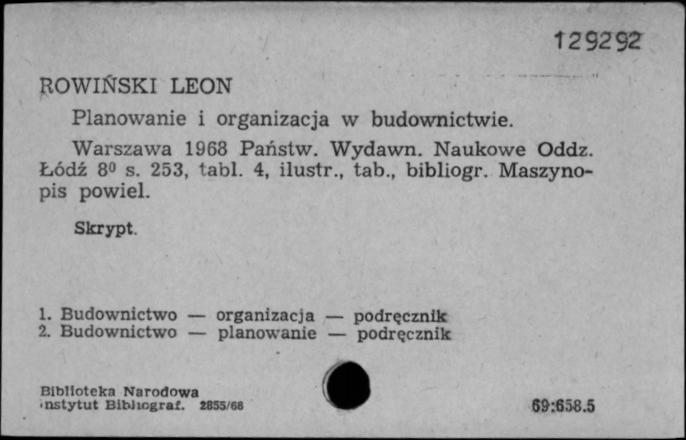 129292
ROWIŃSKI LEON
Planowanie i organizacja w budownictwie.
Warszawa 1968 Państw. Wydawn. Naukowe Oddz.
Łódź 8⁰ s. 253, tabl. 4, ilustr., tab., bibliogr. Maszyno-
pis powiel.
Skrypt.
1. Budownictwo — organizacja — podręcznik
2. Budownictwo — planowanie — podręcznik
Biblioteka Narodowa
Instytut Bibliograf. 2855/68
69:658.5